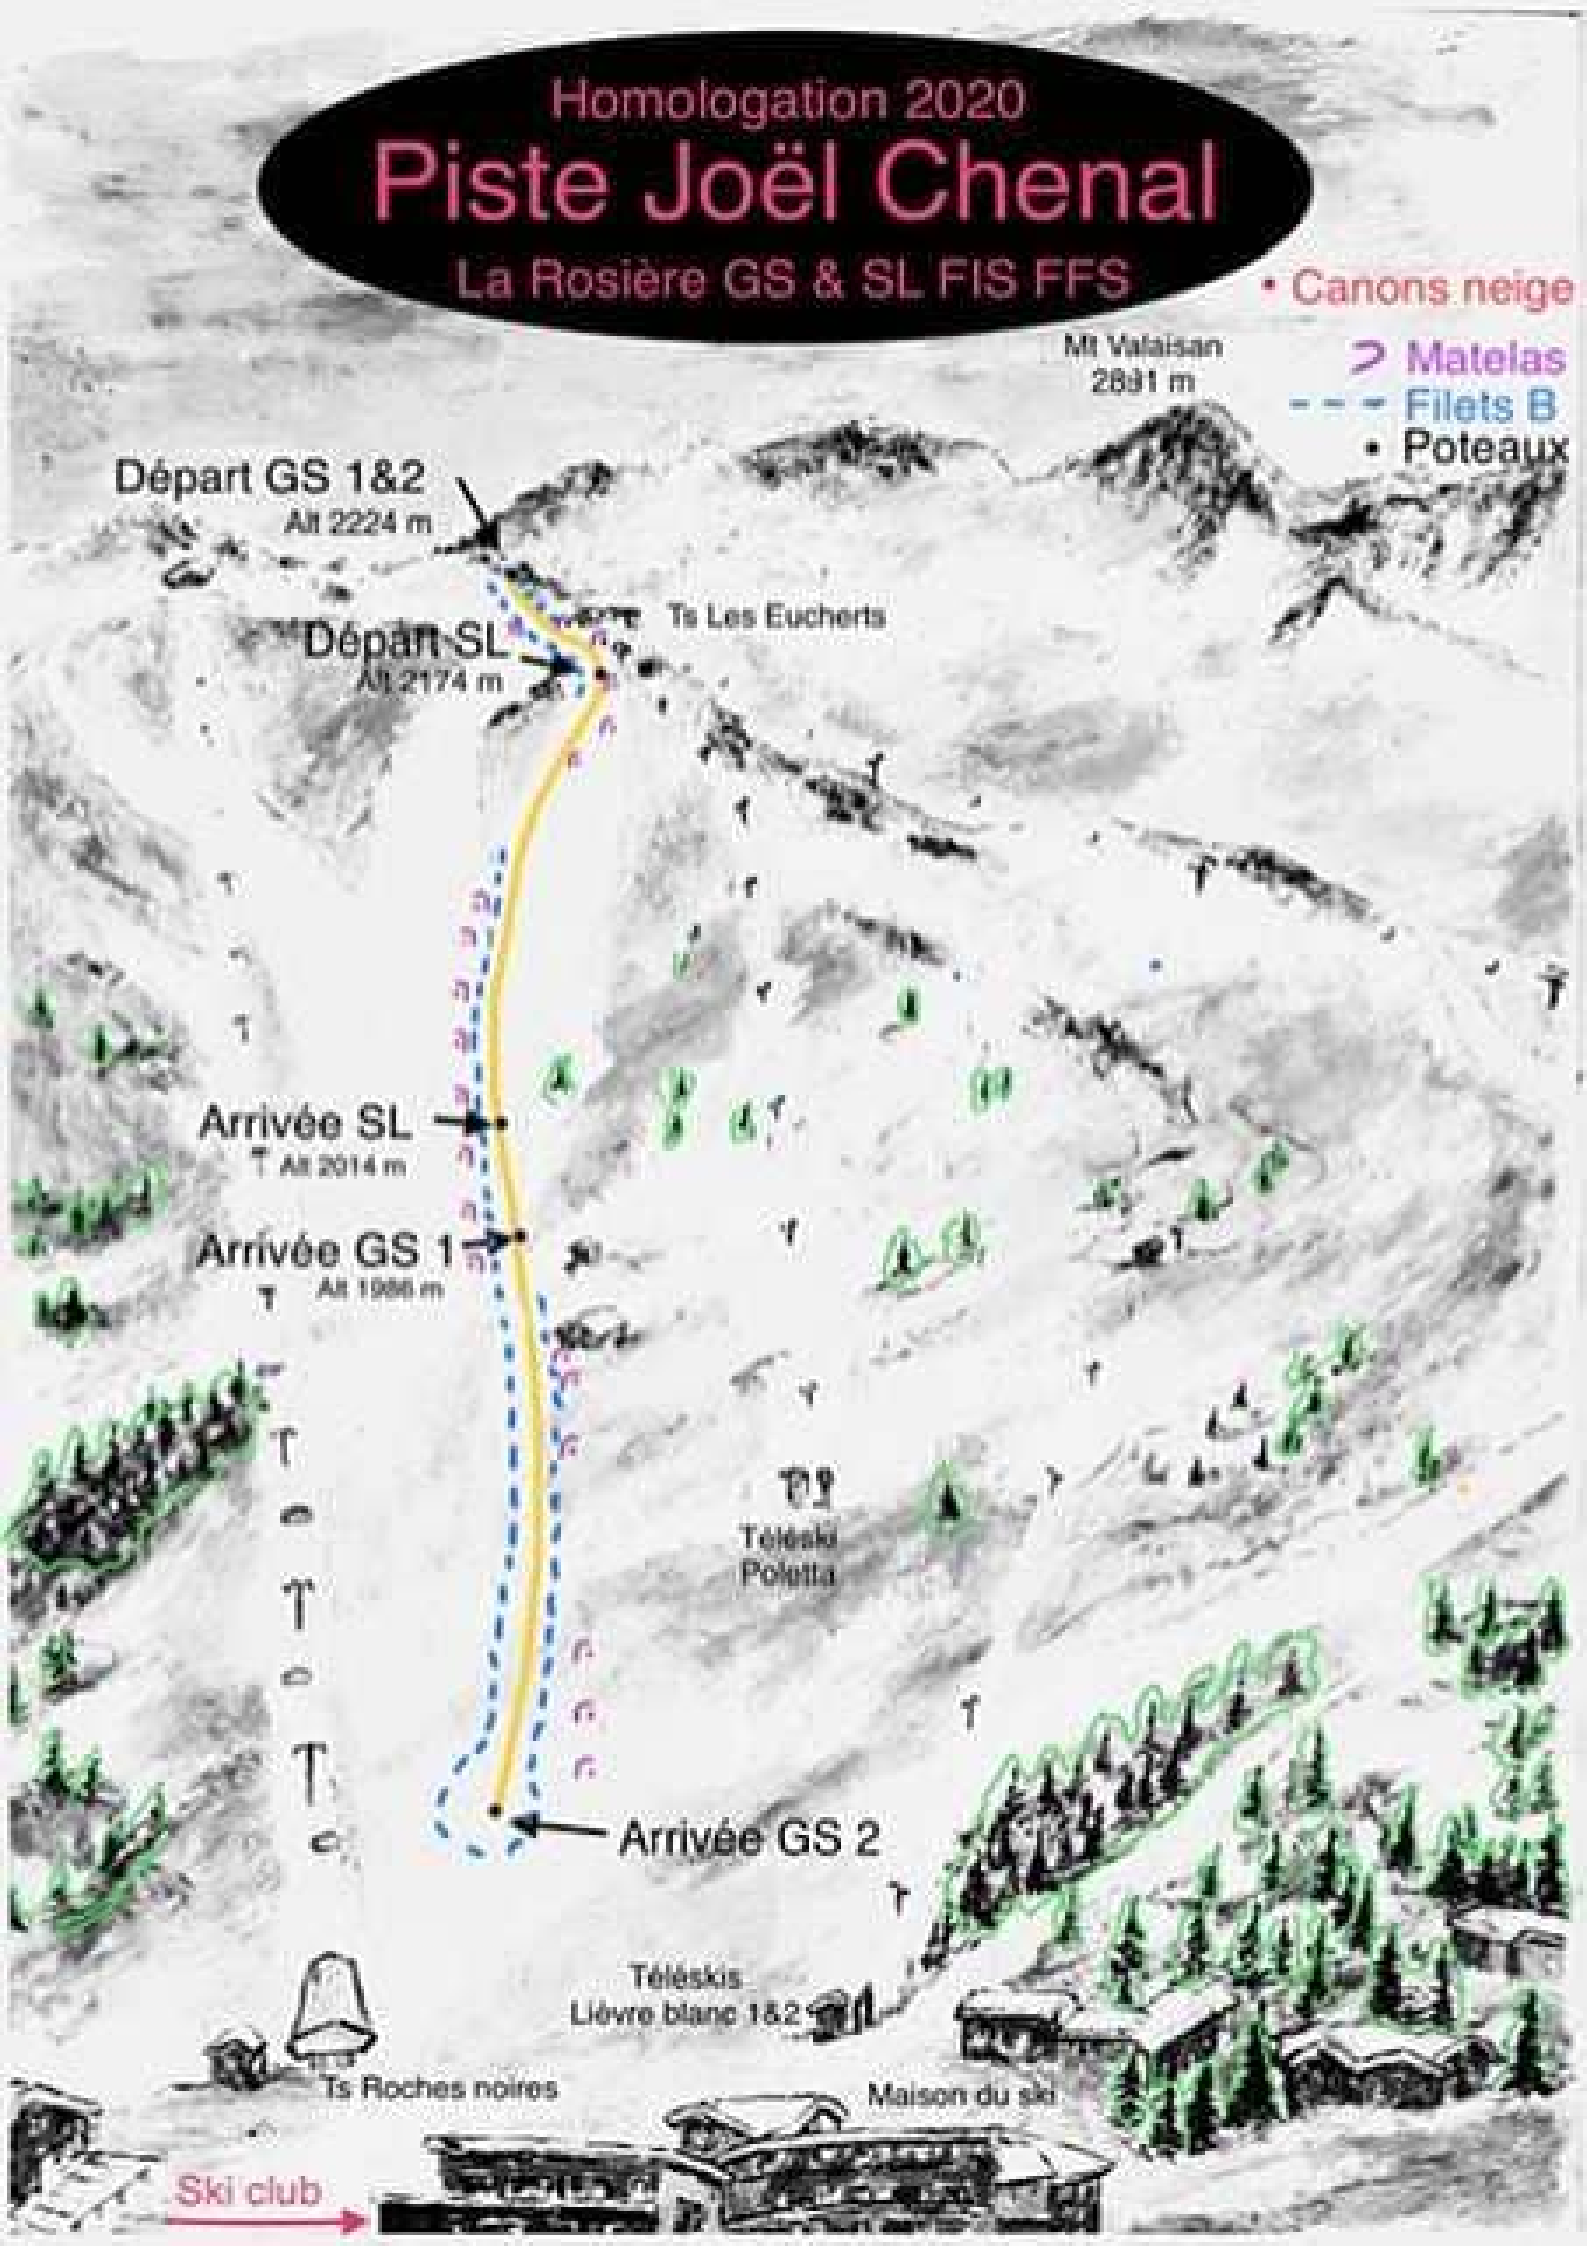 Homologation 2020
Piste Joël Chenal
La Rosière GS & SL FIS FFS
• Canons neige
Matelas
Filets B
• Poteaux
Mt Valaisan
2891 m
Départ GS 1&2
Alt 2224 m
Ts Les Eucherts
Départ SL
Alt 2174 m
Arrivée SL
Alt 2014 m
Arrivée GS 1
Alt 1986 m
Téléski
Poletta
Arrivée GS 2
Téléskis
Lièvre blanc 1&2
Ts Roches noires
Maison du ski
Ski club